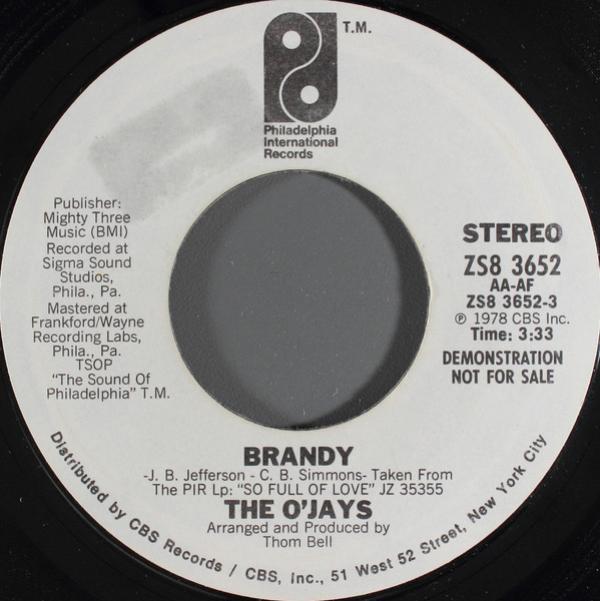 T.M.
Philadelphia
International
Records
Publisher:
Mighty Three
Music (BMI)
Recorded at
Sigma Sound
Studios,
Phila., Pa.
Mastered at
Frankford/Wayne
Recording Labs,
Phila., Pa.
TSOP
"The Sound Of
Philadelphia" T.M.
STEREO
ZS8 3652
AA-AF
ZS8 3652-3
℗ 1978 CBS Inc.
Time: 3:33
DEMONSTRATION
NOT FOR SALE
BRANDY
-J. B. Jefferson - C. B. Simmons- Taken From
The PIR Lp: "SO FULL OF LOVE" JZ 35355
THE O'JAYS
Arranged and Produced by
Thom Bell
Distributed by CBS Records / CBS, Inc., 51 West 52 Street, New York City